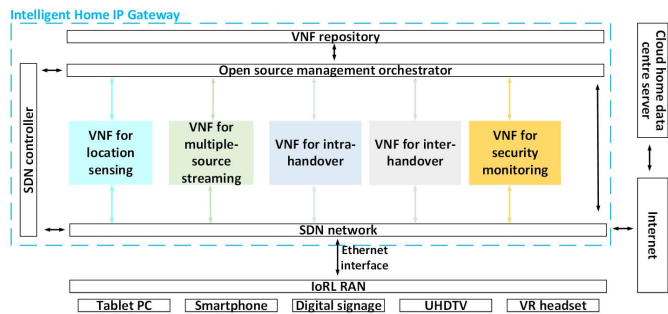 Intelligent Home IP Gateway
VNF repository
Open source management orchestrator
SDN controller
VNF for
location
sensing
VNF for
multiple-
source
streaming
VNF for intra-
handover
VNF for inter-
handover
VNF for
security
monitoring
SDN network
Ethernet
interface
IoRL RAN
Tablet PC
Smartphone
Digital signage
UHDTV
VR headset
Cloud home data
centre server
Internet